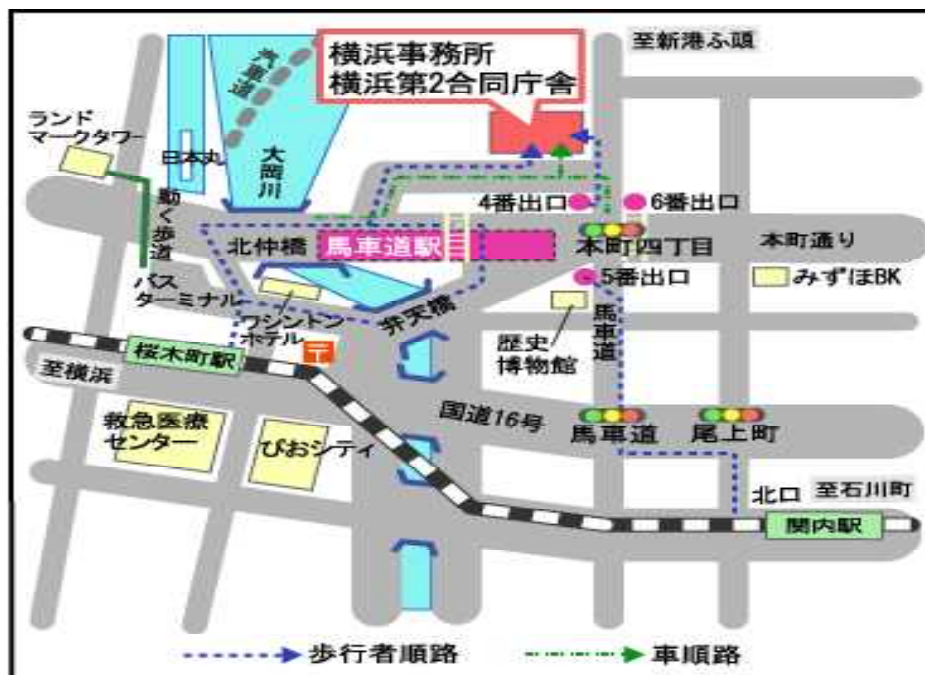 至新港ふ頭
横浜事務所
横浜第2合同庁舎
汽車道
ランド
マークタワー
日本丸
大岡川
動く歩道
4番出口
6番出口
北仲橋
馬車道駅
本町四丁目
本町通り
バス
ターミナル
5番出口
みずほBK
ワシントン
ホテル
弁天橋
歴史
博物館
馬車道
〒
桜木町駅
至横浜
国道16号
救急医療
センター
ぴおシティ
馬車道
尾上町
北口
至石川町
関内駅
歩行者順路
車順路